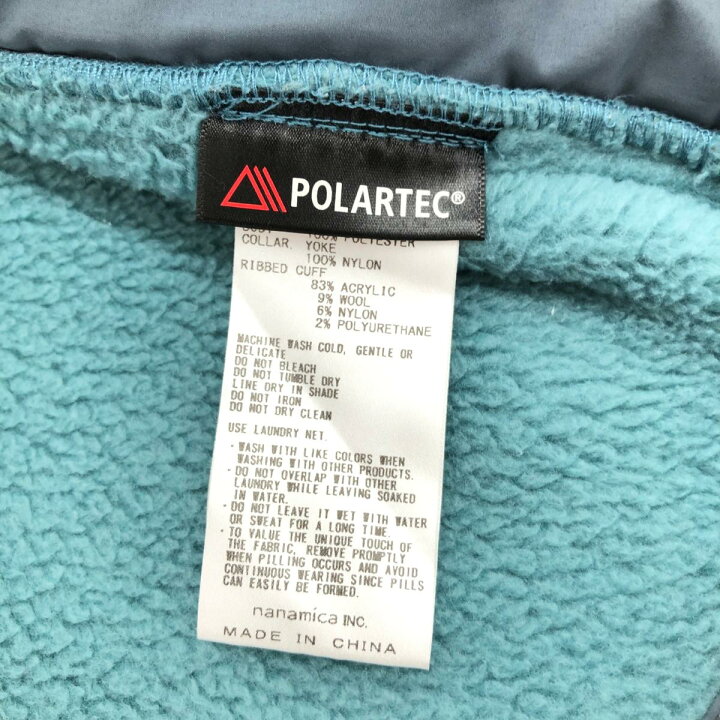 POLARTEC®
BODY 100% POLYESTER
COLLAR, YOKE
100% NYLON
RIBBED CUFF
83% ACRYLIC
9% WOOL
6% NYLON
2% POLYURETHANE
MACHINE WASH COLD, GENTLE OR
DELICATE
DO NOT BLEACH
DO NOT TUMBLE DRY
LINE DRY IN SHADE
DO NOT IRON
DO NOT DRY CLEAN
USE LAUNDRY NET.
· WASH WITH LIKE COLORS WHEN
WASHING WITH OTHER PRODUCTS.
· DO NOT OVERLAP WITH OTHER
LAUNDRY WHILE LEAVING SOAKED
IN WATER.
· DO NOT LEAVE IT WET WITH WATER
OR SWEAT FOR A LONG TIME.
· TO VALUE THE UNIQUE TOUCH OF
THE FABRIC, REMOVE PROMPTLY
WHEN PILLING OCCURS AND AVOID
CONTINUOUS WEARING SINCE PILLS
CAN EASILY BE FORMED.
nanamica INC.
MADE IN CHINA